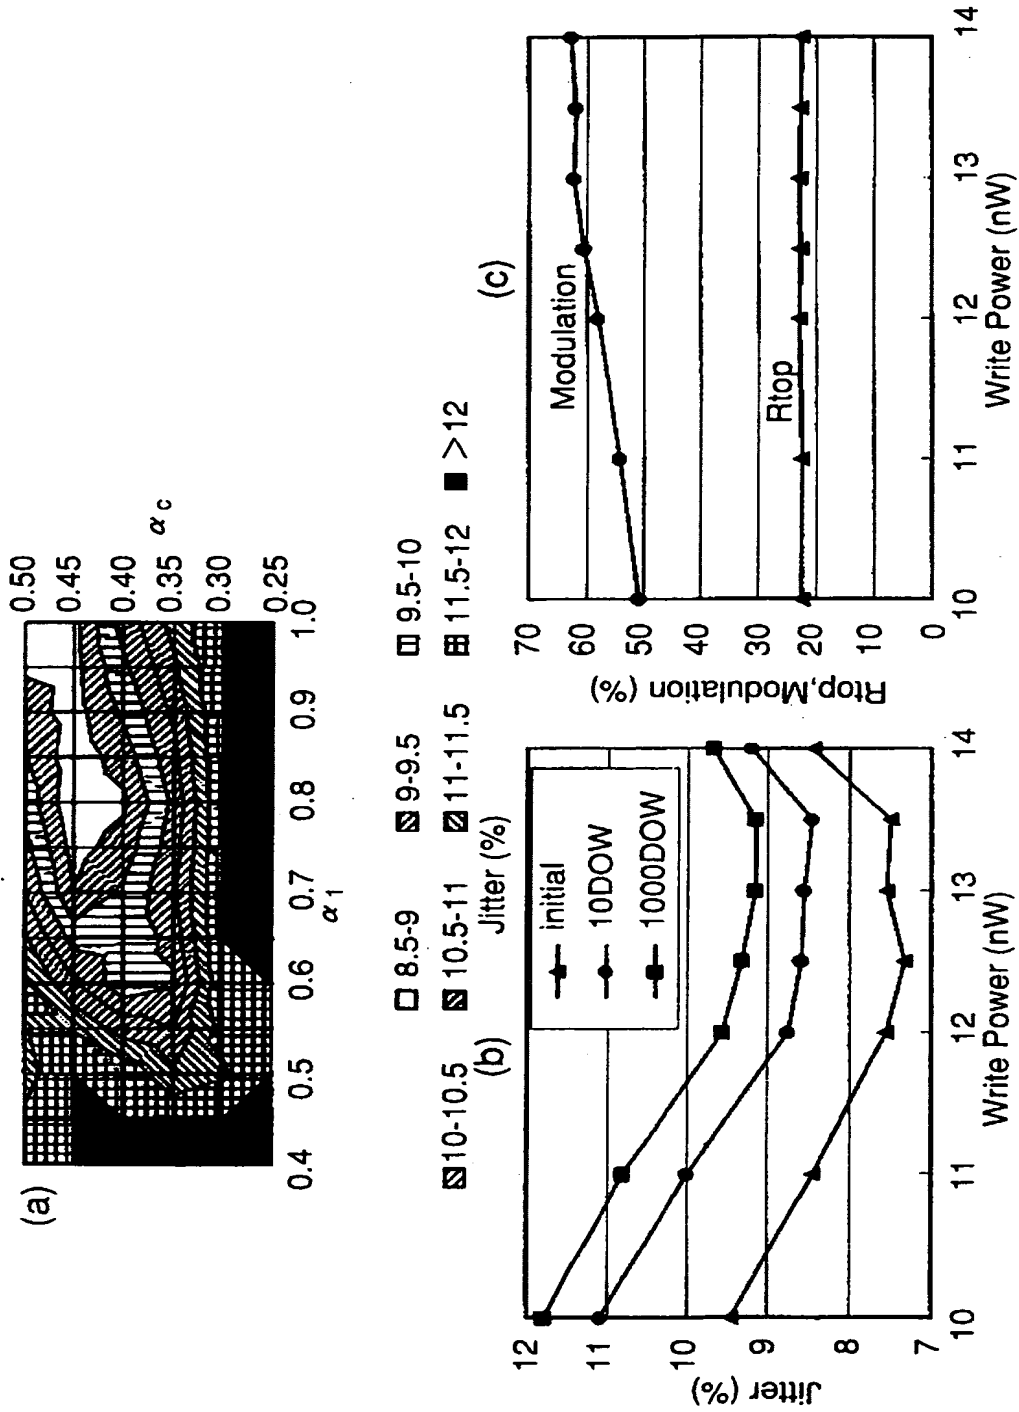 (a)
0.50
0.45
0.40
0.35
0.30
0.25
αc
0.4 0.5 0.6 0.7 0.8 0.9 1.0
α1
8.5-9 9-9.5 9.5-10
10-10.5 10.5-11 11-11.5 11.5-12 >12
Jitter (%)
(b)
initial
10DOW
1000DOW
12
11
10
9
8
7
Jitter (%)
10 11 12 13 14
Write Power (nW)
(c)
Modulation
Rtop
70
60
50
40
30
20
10
0
Rtop,Modulation (%)
10 11 12 13 14
Write Power (nW)